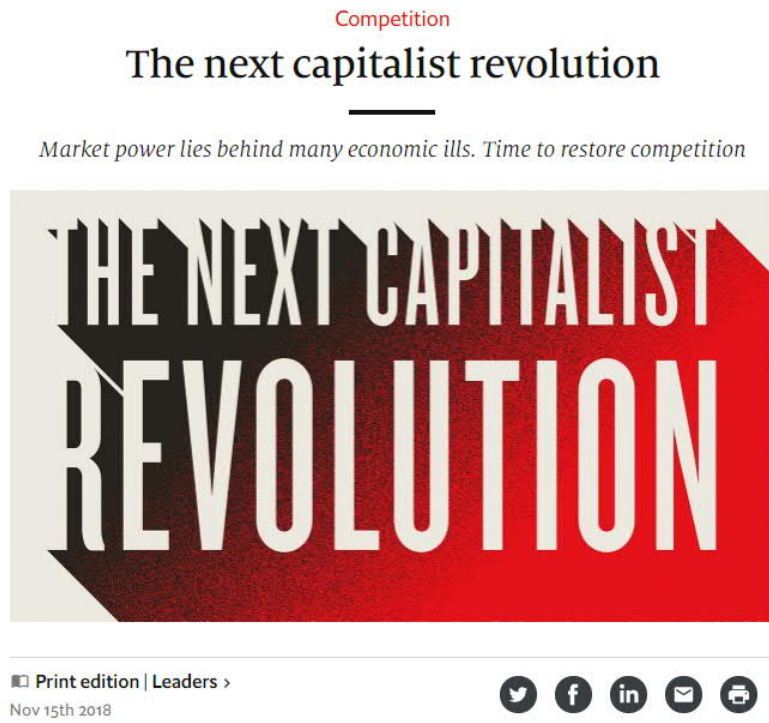 Competition
The next capitalist revolution
Market power lies behind many economic ills. Time to restore competition
THE NEXT CAPITALIST
REVOLUTION
Print edition | Leaders ›
Nov 15th 2018